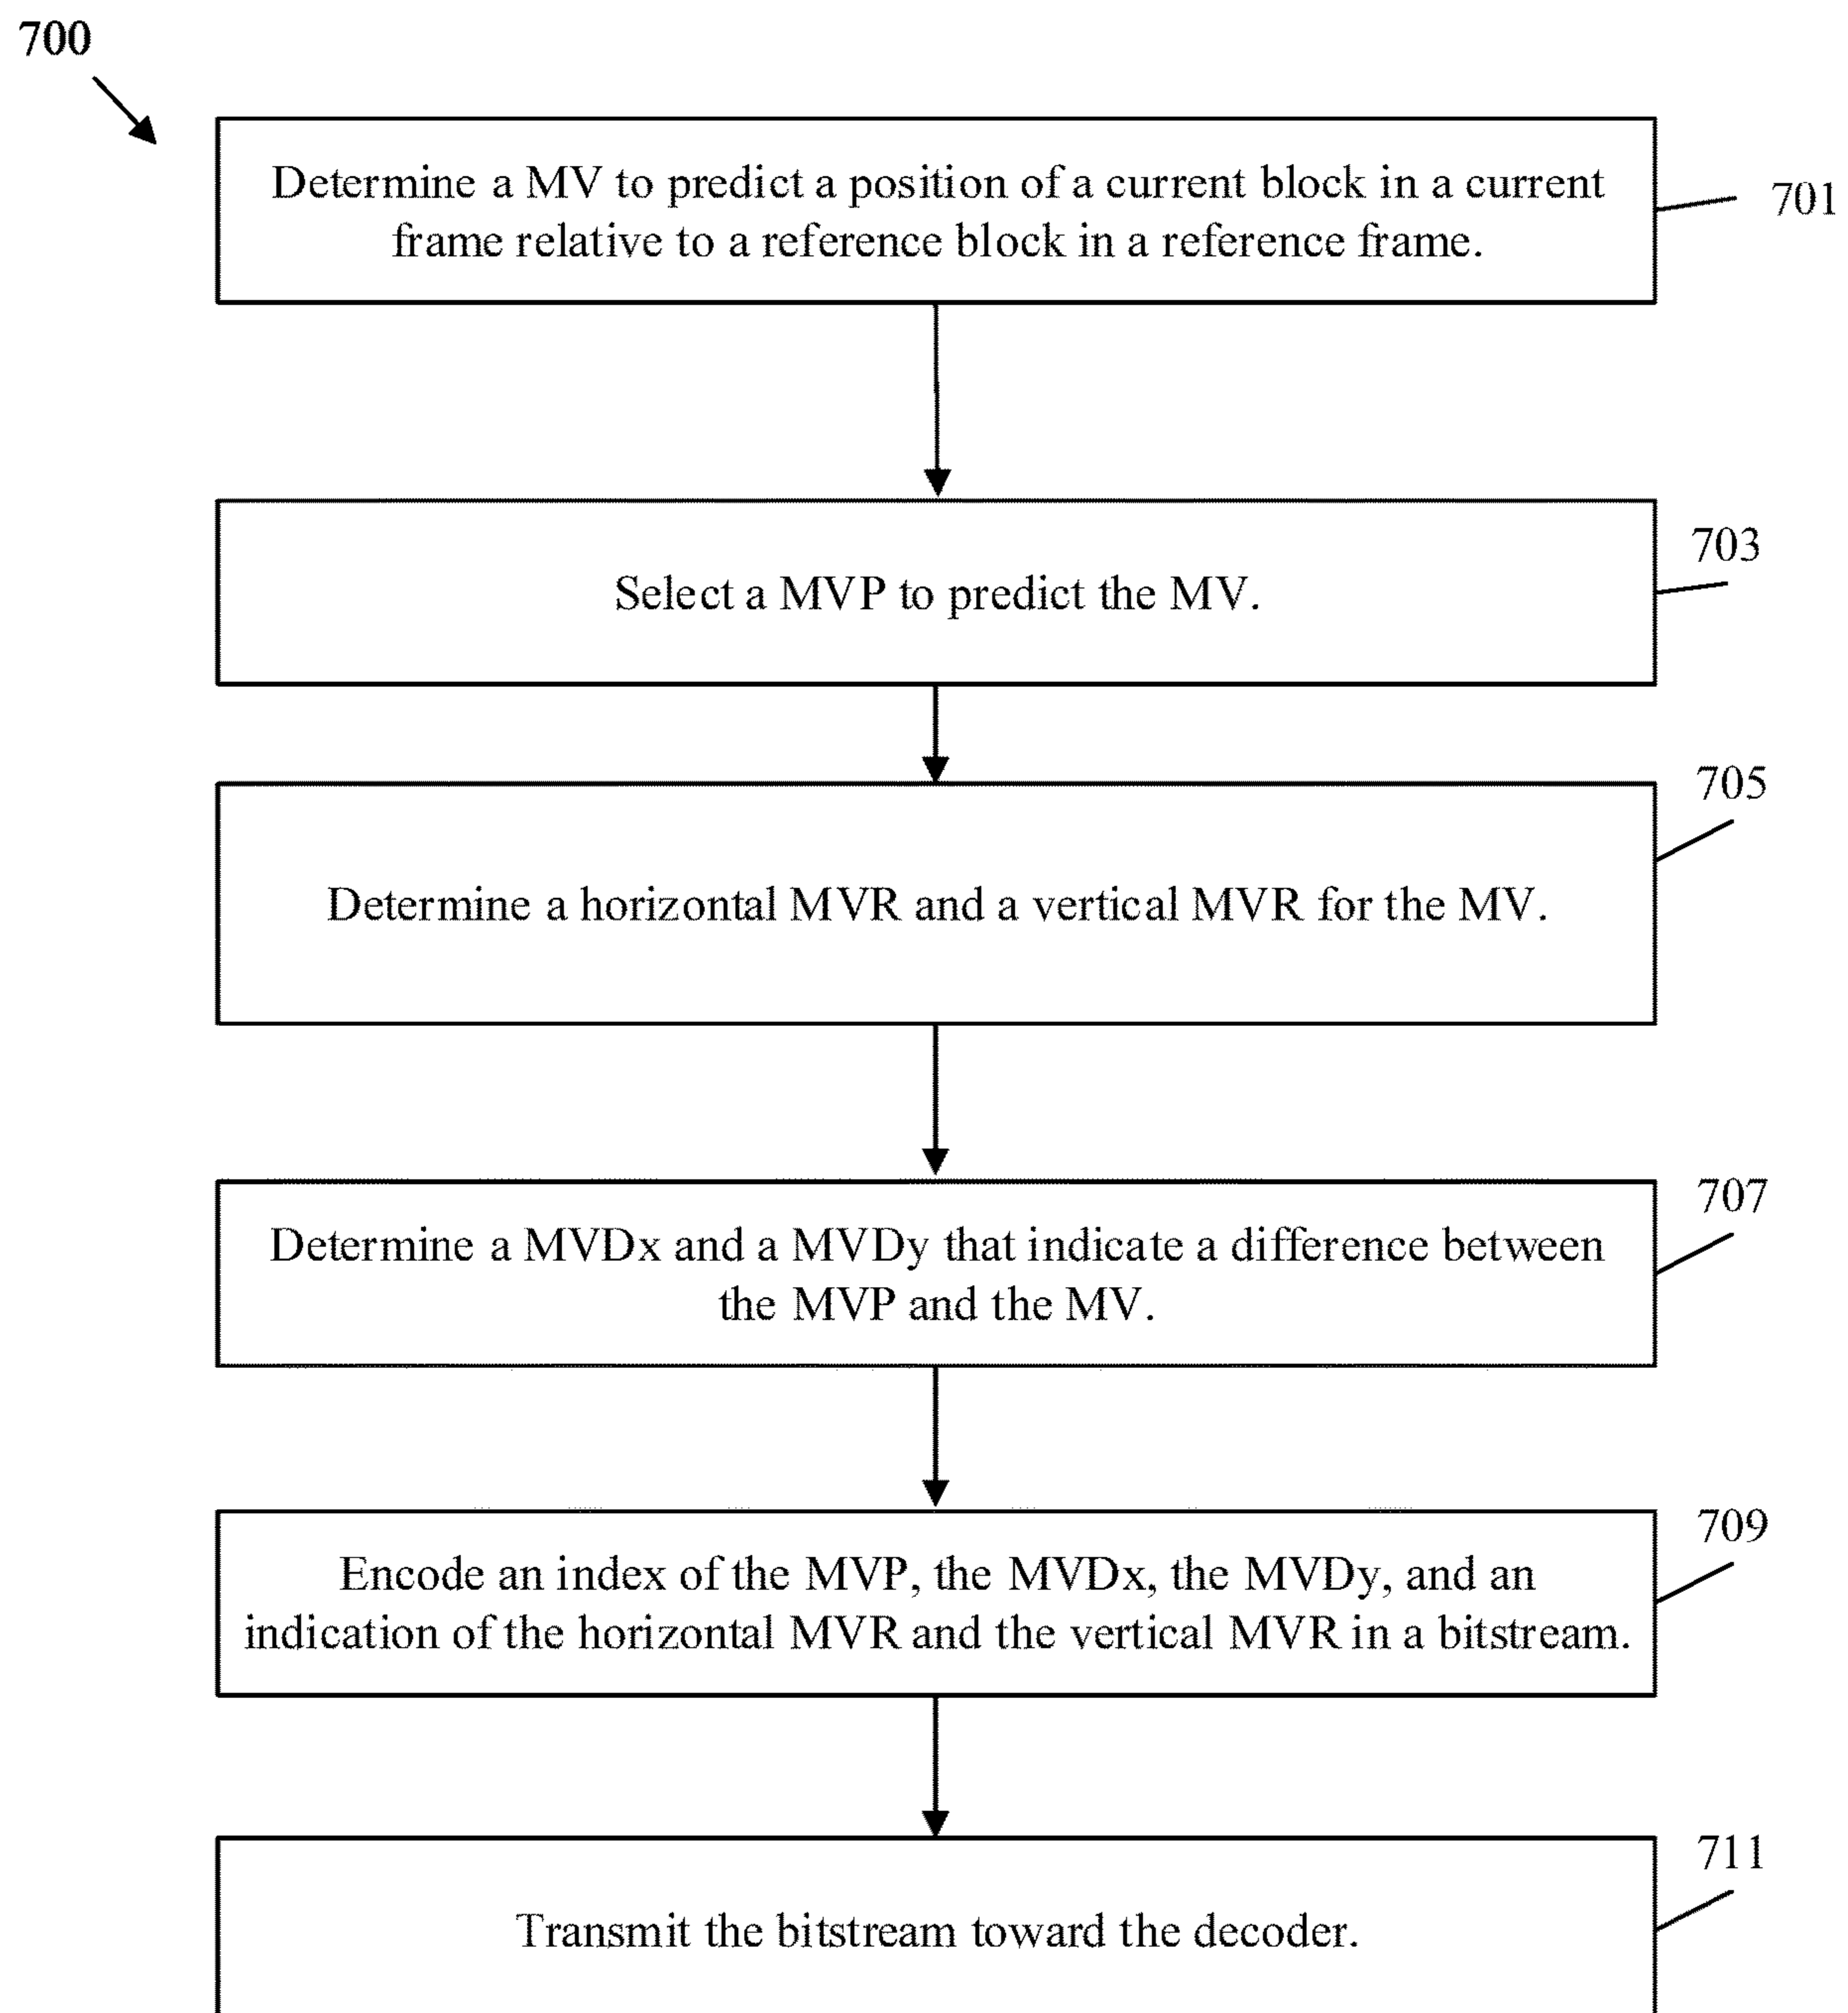 700
Determine a MV to predict a position of a current block in a current
frame relative to a reference block in a reference frame.
701
Select a MVP to predict the MV.
703
Determine a horizontal MVR and a vertical MVR for the MV.
705
Determine a MVDx and a MVDy that indicate a difference between
the MVP and the MV.
707
Encode an index of the MVP, the MVDx, the MVDy, and an
indication of the horizontal MVR and the vertical MVR in a bitstream.
709
Transmit the bitstream toward the decoder.
711